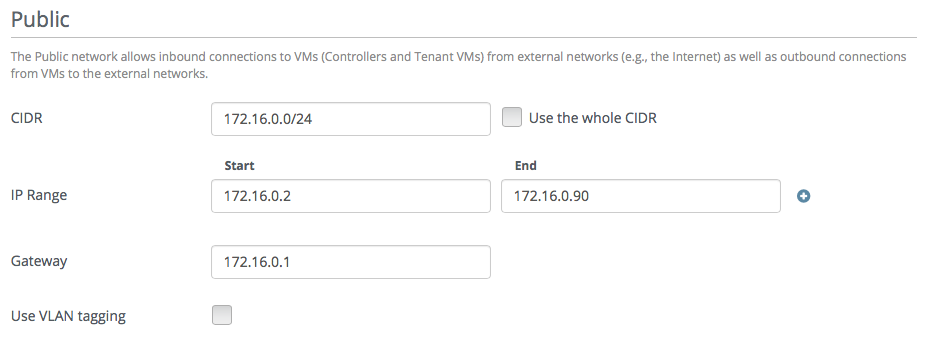 Public
The Public network allows inbound connections to VMs (Controllers and Tenant VMs) from external networks (e.g., the Internet) as well as outbound connections
from VMs to the external networks.
CIDR
172.16.0.0/24
Use the whole CIDR
Start
End
IP Range
172.16.0.2
172.16.0.90
Gateway
172.16.0.1
Use VLAN tagging